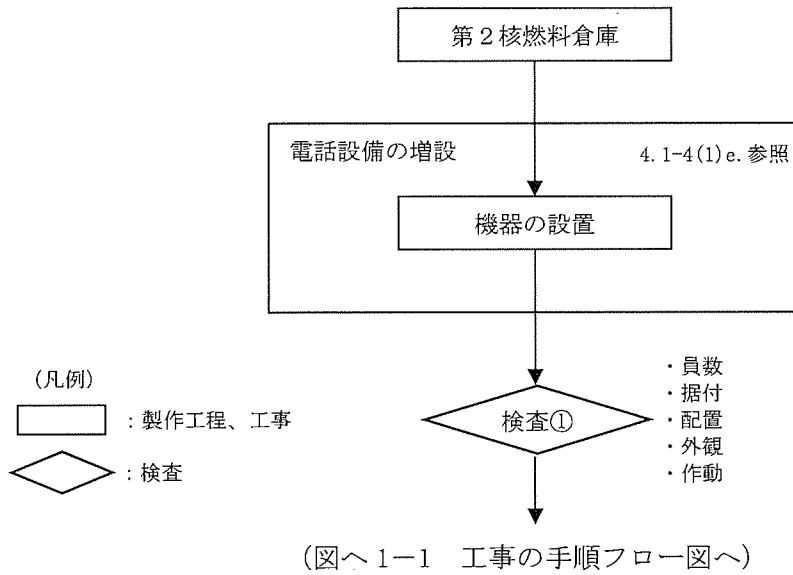 第２核燃料倉庫
電話設備の増設
4.1-4(1)e.参照
機器の設置
(凡例)
：製作工程、工事
：検査
検査①
・員数
・据付
・配置
・外観
・作動
(図ヘ1－1　工事の手順フロー図へ)